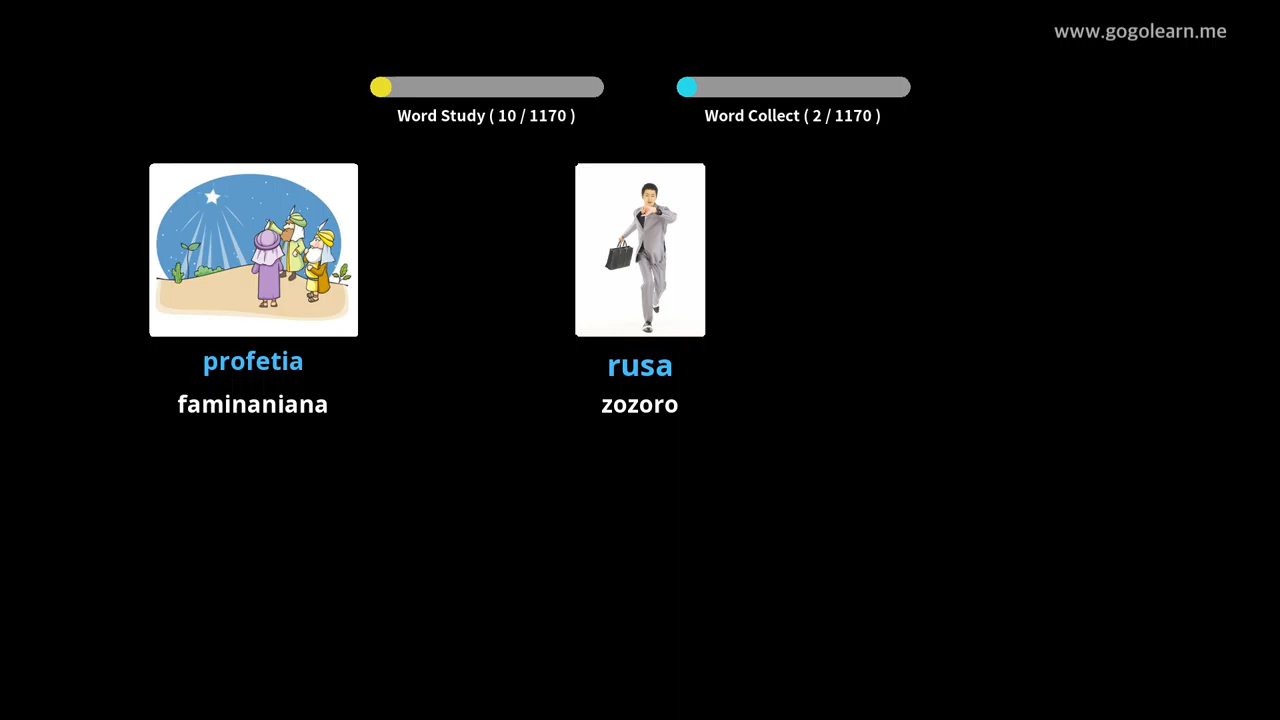 www.gogolearn.me
Word Study ( 10 / 1170 )
Word Collect ( 2 / 1170 )
profetia
faminaniana
rusa
zozoro